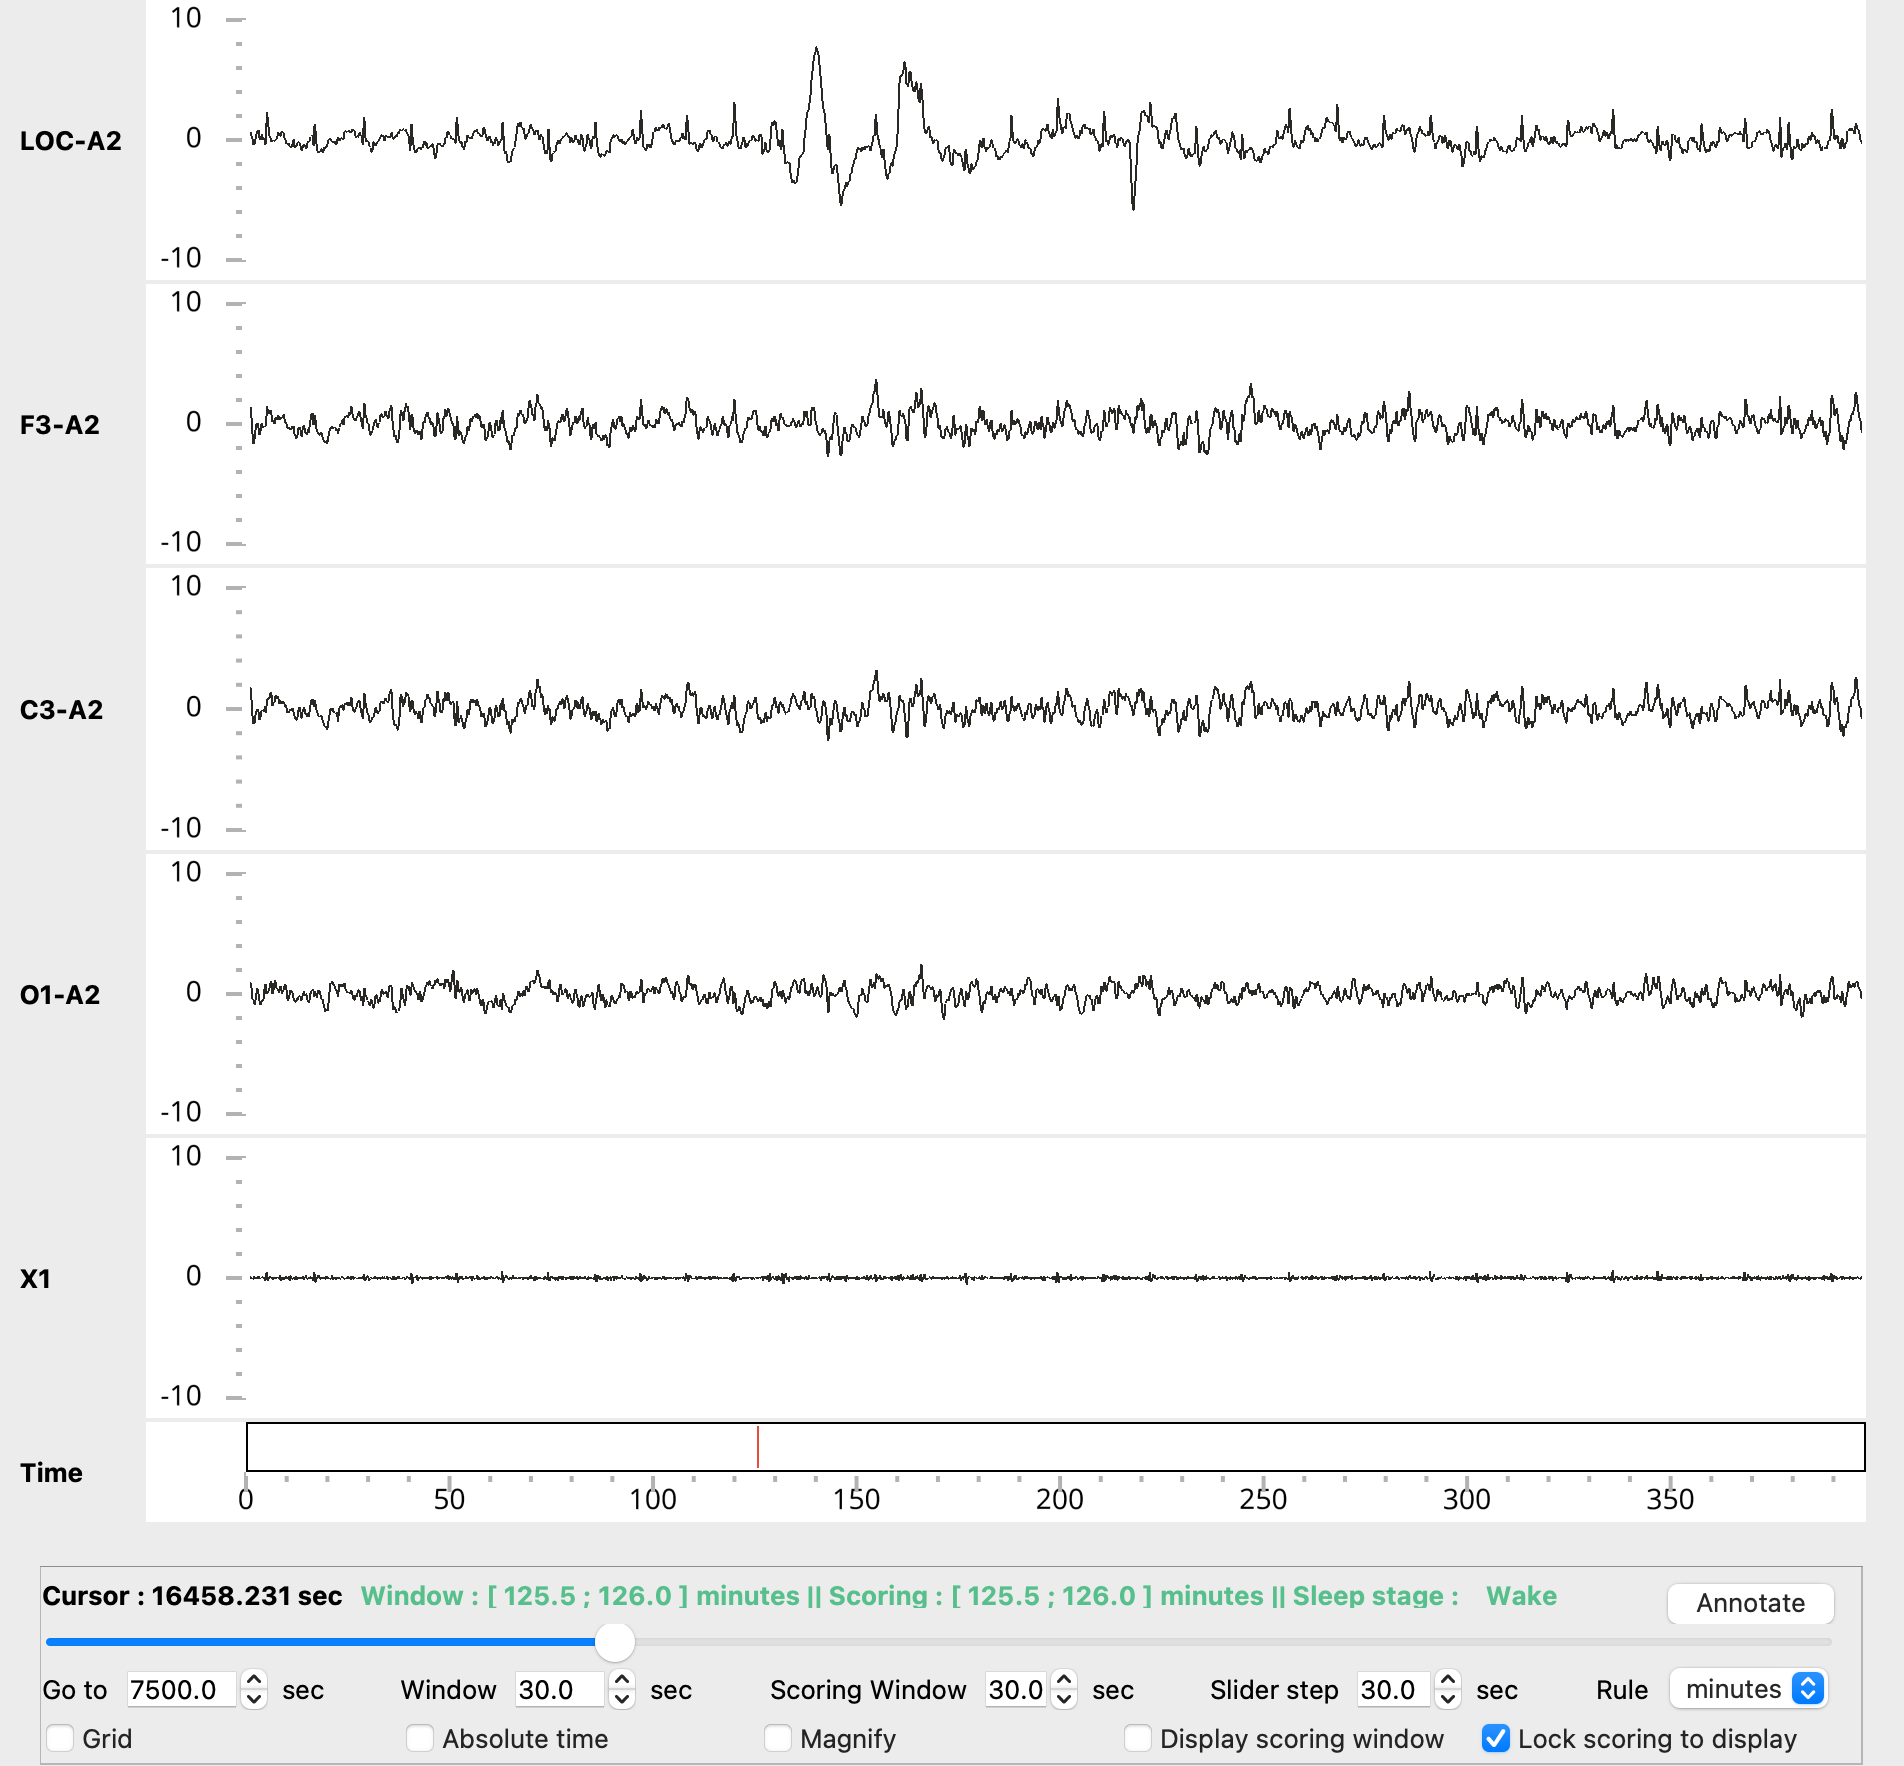 10
LOC-A2
0
-10
10
F3-A2
0
-10
10
C3-A2
0
-10
10
O1-A2
0
-10
10
X1
0
-10
Time
0 50 100 150 200 250 300 350
Cursor : 16458.231 sec Window : [ 125.5 ; 126.0 ] minutes || Scoring : [ 125.5 ; 126.0 ] minutes || Sleep stage : Wake Annotate
Go to 7500.0 sec Window 30.0 sec Scoring Window 30.0 sec Slider step 30.0 sec Rule minutes
Grid Absolute time Magnify Display scoring window Lock scoring to display